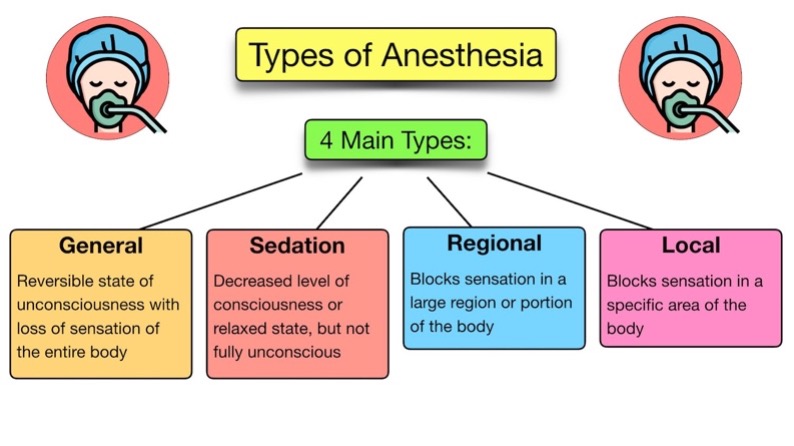 Types of Anesthesia
4 Main Types:
General
Reversible state of
unconsciousness with
loss of sensation of
the entire body
Sedation
Decreased level of
consciousness or
relaxed state, but not
fully unconscious
Regional
Blocks sensation in a
large region or portion
of the body
Local
Blocks sensation in a
specific area of the
body